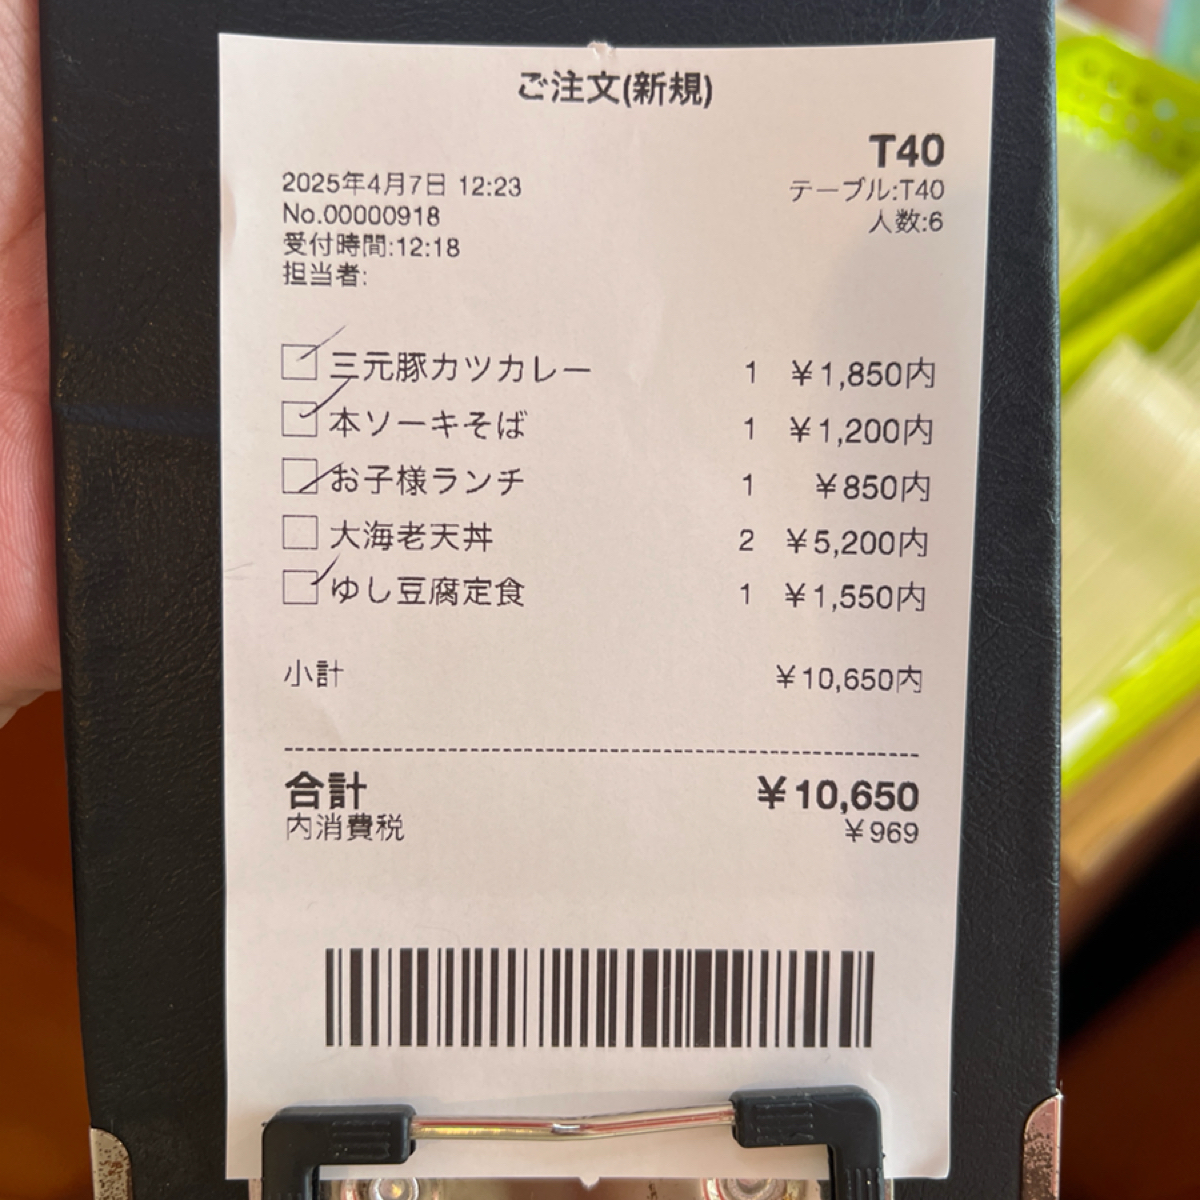 ご注文(新規)
T40
2025年4月7日 12:23
テーブル:T40
No.00000918
人数:6
受付時間:12:18
担当者:
三元豚カツカレー 1 ¥1,850内
本ソーキそば 1 ¥1,200内
お子様ランチ 1 ¥850内
大海老天丼 2 ¥5,200内
ゆし豆腐定食 1 ¥1,550内
小計 ¥10,650内
合計 ¥10,650
内消費税 ¥969